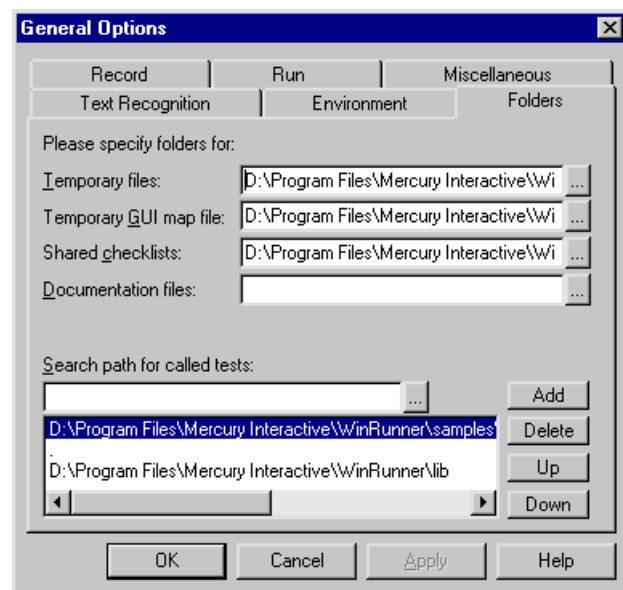 General Options
Record Run Miscellaneous
Text Recognition Environment Folders
Please specify folders for:
Temporary files: D:\Program Files\Mercury Interactive\Wi ...
Temporary GUI map file: D:\Program Files\Mercury Interactive\Wi ...
Shared checklists: D:\Program Files\Mercury Interactive\Wi ...
Documentation files: ...
Search path for called tests:
... Add
D:\Program Files\Mercury Interactive\WinRunner\samples\ Delete
.
D:\Program Files\Mercury Interactive\WinRunner\lib Up
Down
OK Cancel Apply Help